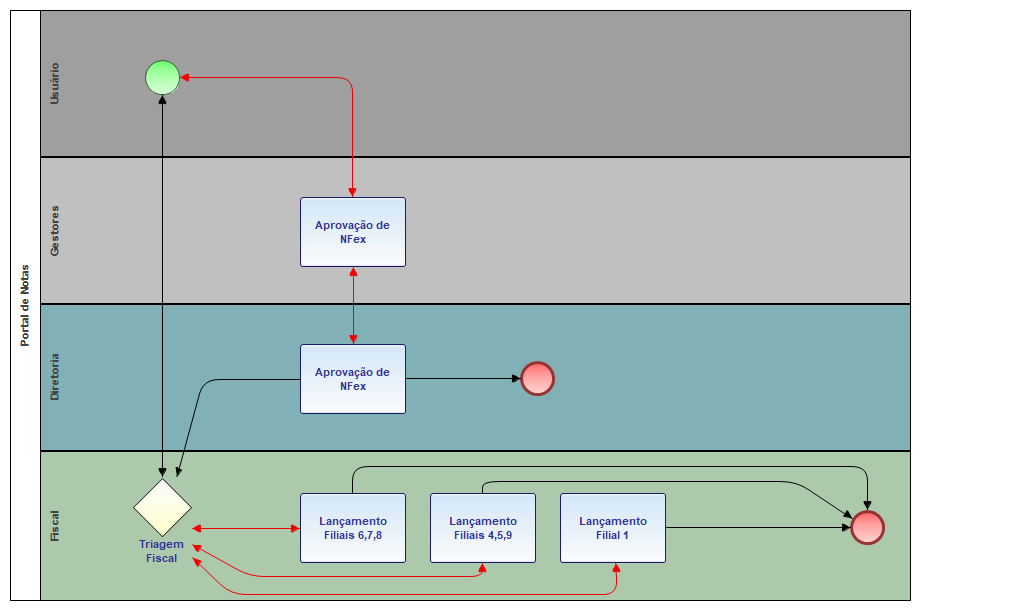 Portal de Notas
Usuário
Gestores
Aprovação de
NFex
Diretoria
Aprovação de
NFex
Fiscal
Triagem
Fiscal
Lançamento
Filiais 6,7,8
Lançamento
Filiais 4,5,9
Lançamento
Filial 1